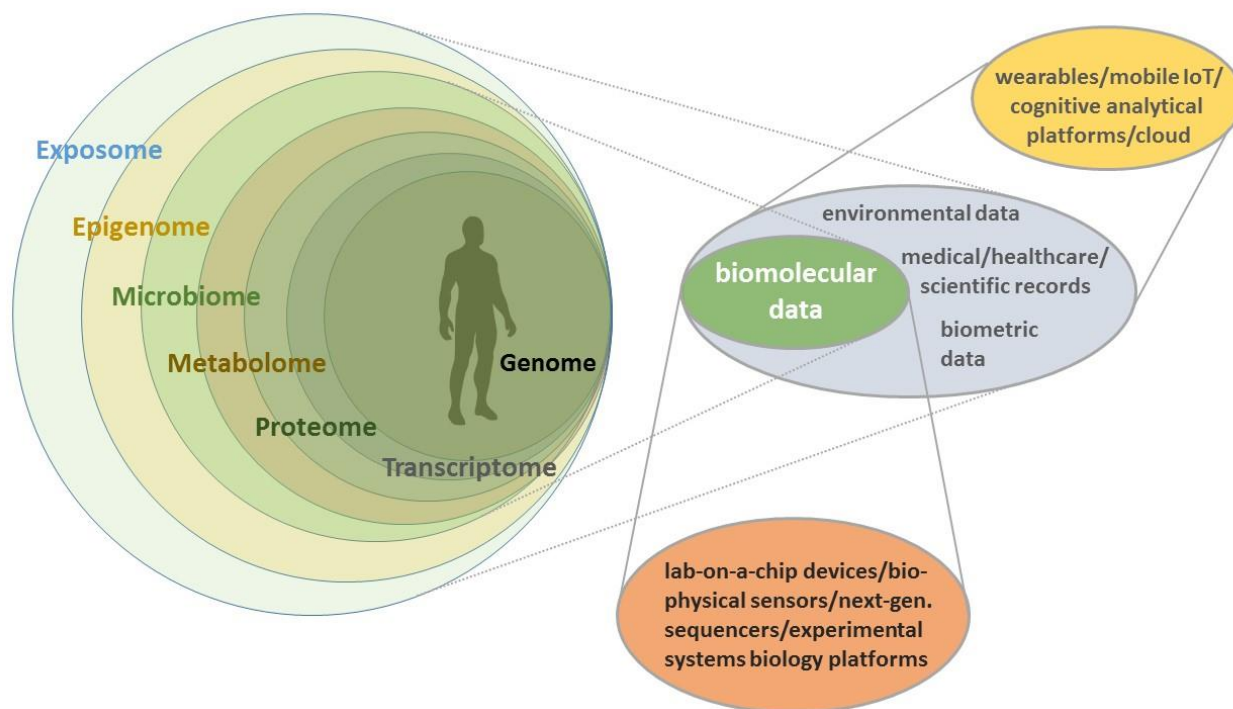 Exposome
Epigenome
Microbiome
Metabolome
Proteome
Transcriptome
Genome
wearables/mobile IoT/
cognitive analytical
platforms/cloud
environmental data
medical/healthcare/
scientific records
biometric
data
biomolecular
data
lab-on-a-chip devices/bio-
physical sensors/next-gen.
sequencers/experimental
systems biology platforms